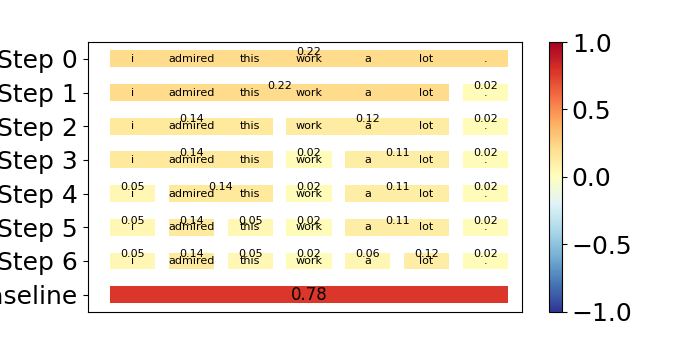 0.22
Step 0 i admired this work a lot .
0.22 0.02
Step 1 i admired this work a lot .
0.14 0.12 0.02
Step 2 i admired this work a lot .
0.14 0.02 0.11 0.02
Step 3 i admired this work a lot .
0.05 0.14 0.02 0.11 0.02
Step 4 i admired this work a lot .
0.05 0.14 0.05 0.02 0.11 0.02
Step 5 i admired this work a lot .
0.05 0.14 0.05 0.02 0.06 0.12 0.02
Step 6 i admired this work a lot .
aseline 0.78
1.0
0.5
0.0
−0.5
−1.0